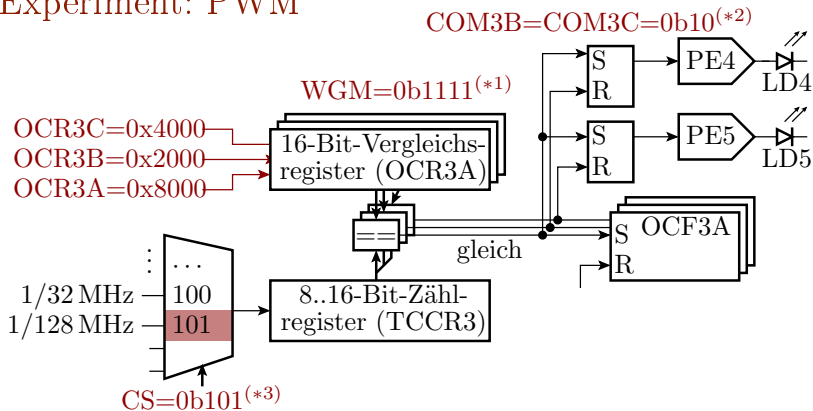 Experiment: PWM
COM3B=COM3C=0b10(*2)
WGM=0b1111(*1)
S
R
PE4
LD4
OCR3C=0x4000
OCR3B=0x2000
OCR3A=0x8000
16-Bit-Vergleichs-
register (OCR3A)
S
R
PE5
LD5
==
gleich
OCF3A
S
R
...
1/32 MHz
100
1/128 MHz
101
8..16-Bit-Zähl-
register (TCCR3)
CS=0b101(*3)